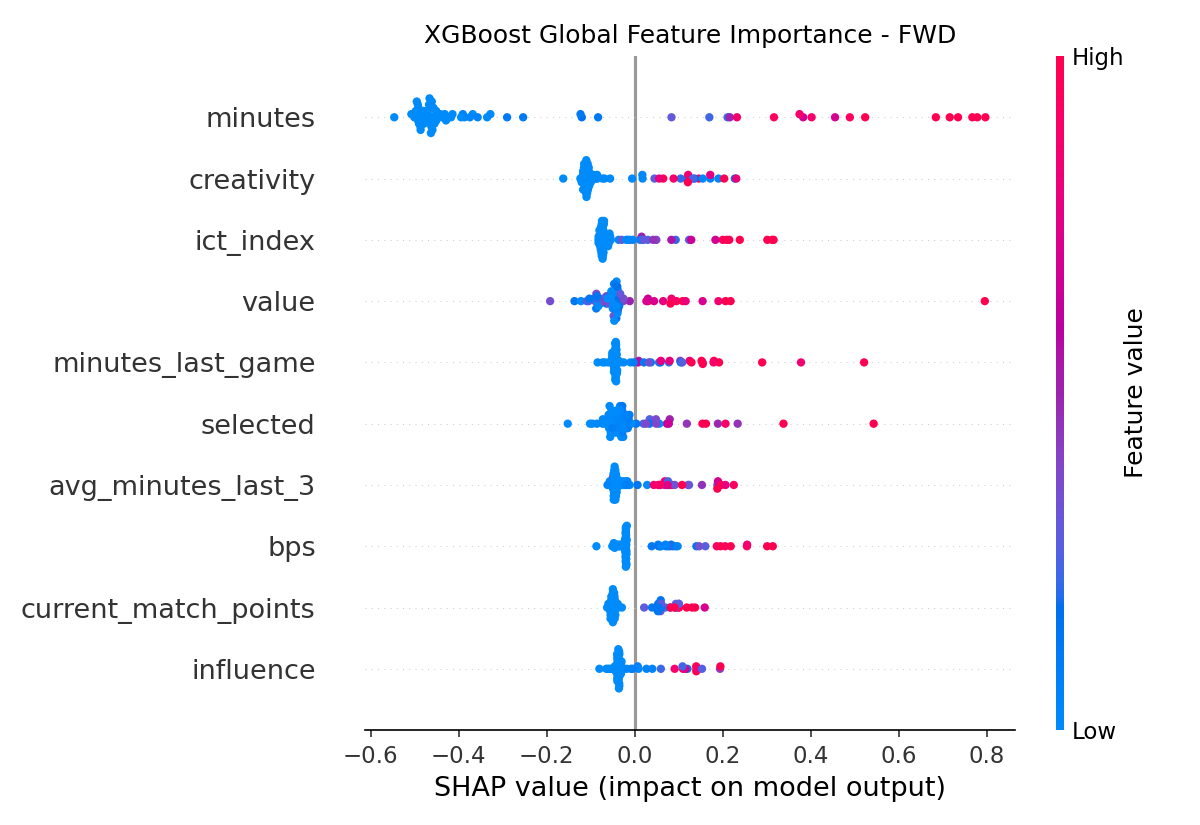 XGBoost Global Feature Importance - FWD
High
minutes
creativity
ict_index
value
minutes_last_game
selected
avg_minutes_last_3
bps
current_match_points
influence
Feature value
Low
−0.6 −0.4 −0.2 0.0 0.2 0.4 0.6 0.8
SHAP value (impact on model output)